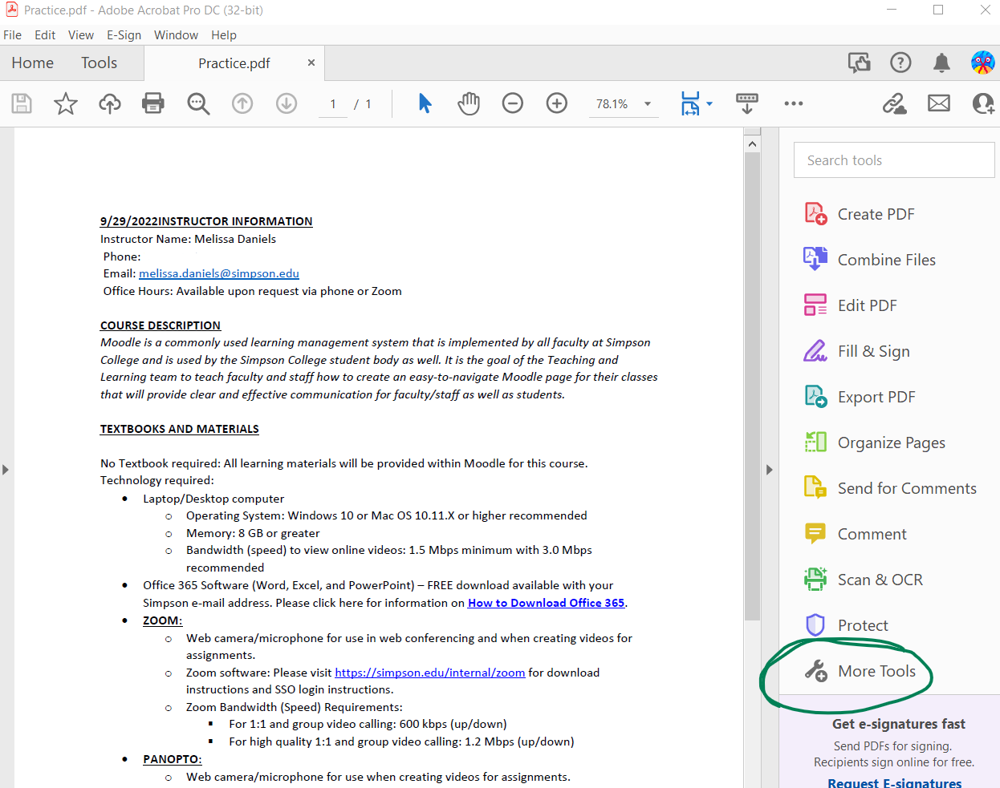 Practice.pdf - Adobe Acrobat Pro DC (32-bit)
File Edit View E-Sign Window Help
Home Tools Practice.pdf ×
1 / 1 78.1%
Search tools
9/29/2022INSTRUCTOR INFORMATION
Instructor Name: Melissa Daniels
Phone:
Email: melissa.daniels@simpson.edu
Office Hours: Available upon request via phone or Zoom
COURSE DESCRIPTION
Moodle is a commonly used learning management system that is implemented by all faculty at Simpson
College and is used by the Simpson College student body as well. It is the goal of the Teaching and
Learning team to teach faculty and staff how to create an easy-to-navigate Moodle page for their classes
that will provide clear and effective communication for faculty/staff as well as students.
TEXTBOOKS AND MATERIALS
No Textbook required: All learning materials will be provided within Moodle for this course.
Technology required:
• Laptop/Desktop computer
o Operating System: Windows 10 or Mac OS 10.11.X or higher recommended
o Memory: 8 GB or greater
o Bandwidth (speed) to view online videos: 1.5 Mbps minimum with 3.0 Mbps
recommended
• Office 365 Software (Word, Excel, and PowerPoint) – FREE download available with your
Simpson e-mail address. Please click here for information on How to Download Office 365.
• ZOOM:
o Web camera/microphone for use in web conferencing and when creating videos for
assignments.
o Zoom software: Please visit https://simpson.edu/internal/zoom for download
instructions and SSO login instructions.
o Zoom Bandwidth (Speed) Requirements:
▪ For 1:1 and group video calling: 600 kbps (up/down)
▪ For high quality 1:1 and group video calling: 1.2 Mbps (up/down)
• PANOPTO:
o Web camera/microphone for use when creating videos for assignments.
Create PDF
Combine Files
Edit PDF
Fill & Sign
Export PDF
Organize Pages
Send for Comments
Comment
Scan & OCR
Protect
More Tools
Get e-signatures fast
Send PDFs for signing.
Recipients sign online for free.
Request E-signatures